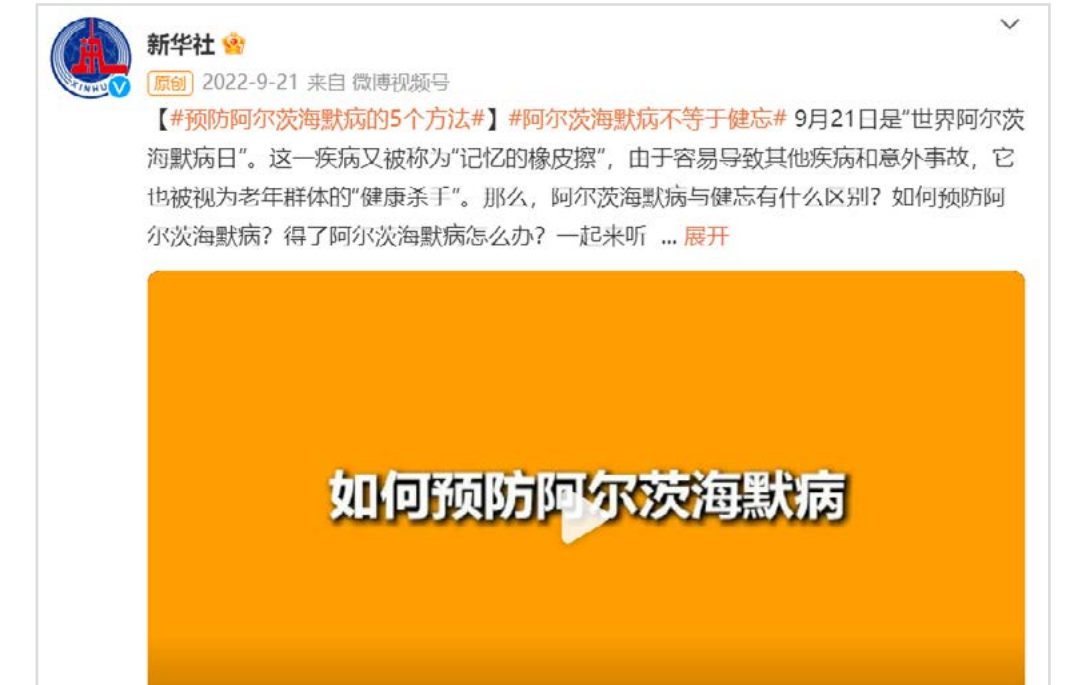 新华社
原创 2022-9-21 来自 微博视频号
【#预防阿尔茨海默病的5个方法#】#阿尔茨海默病不等于健忘# 9月21日是“世界阿尔茨
海默病日”。这一疾病又被称为“记忆的橡皮擦”，由于容易导致其他疾病和意外事故，它
也被视为老年群体的“健康杀手”。那么，阿尔茨海默病与健忘有什么区别？如何预防阿
尔茨海默病？得了阿尔茨海默病怎么办？一起来听 ... 展开
如何预防阿尔茨海默病
XINHU